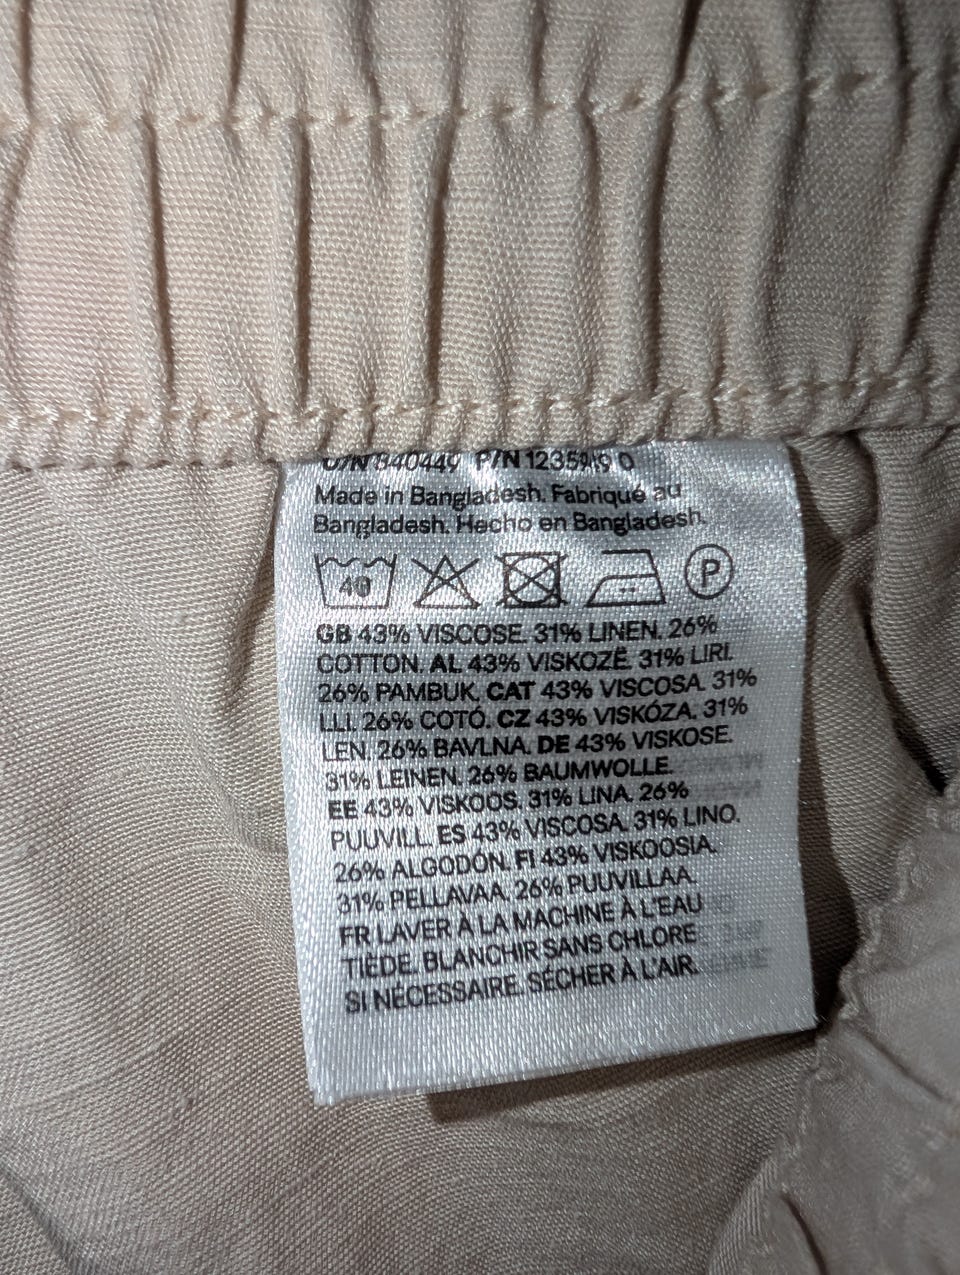 U/N 840449 P/N
Made in Bangladesh. Fabriqué au
Bangladesh. Hecho en Bangladesh.
40 P
GB 43% VISCOSE. 31% LINEN. 26%
COTTON. AL 43% VISKOZË. 31% LIRI.
26% PAMBUK. CAT 43% VISCOSA. 31%
LLI. 26% COTÓ. CZ 43% VISKÓZA. 31%
LEN. 26% BAVLNA. DE 43% VISKOSE.
31% LEINEN. 26% BAUMWOLLE.
EE 43% VISKOOS. 31% LINA. 26%
PUUVILL. ES 43% VISCOSA. 31% LINO.
26% ALGODÓN. FI 43% VISKOOSIA.
31% PELLAVAA. 26% PUUVILLAA.
FR LAVER À LA MACHINE À L'EAU
TIÈDE. BLANCHIR SANS CHLORE
SI NÉCESSAIRE. SÉCHER À L'AIR.